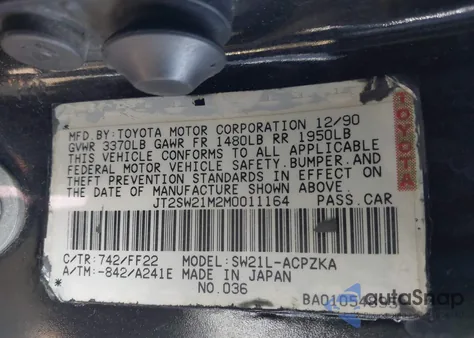 MFD.BY:TOYOTA MOTOR CORPORATION 12/90
GVWR 3370LB GAWR FR 1480LB RR 1950LB
THIS VEHICLE CONFORMS TO ALL APPLICABLE
FEDERAL MOTOR VEHICLE SAFETY.BUMPER.AND
THEFT PREVENTION STANDARDS IN EFFECT ON
THE DATE OF MANUFACTURE SHOWN ABOVE.
JT2SW21M2M0011164 PASS.CAR
C/TR:742/FF22 MODEL:SW21L-ACPZKA
A/TM:-842/A241E MADE IN JAPAN
NO.036
TOYOTA
autoSnap